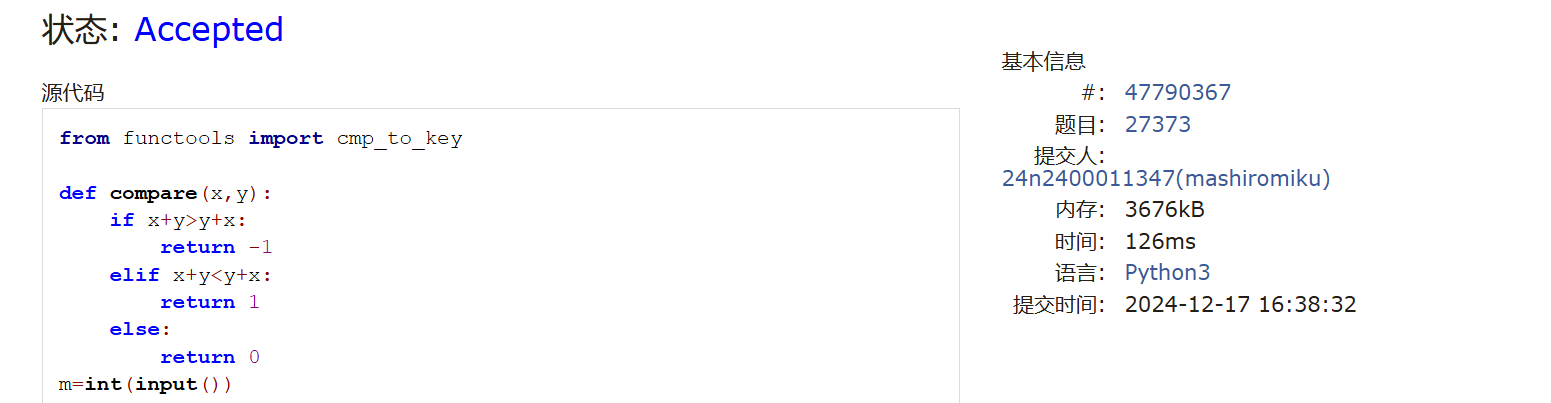 状态: Accepted
源代码
from functools import cmp_to_key
def compare(x,y):
    if x+y>y+x:
        return -1
    elif x+y<y+x:
        return 1
    else:
        return 0
m=int(input())
基本信息
#: 47790367
题目: 27373
提交人:
24n2400011347(mashiromiku)
内存: 3676kB
时间: 126ms
语言: Python3
提交时间: 2024-12-17 16:38:32